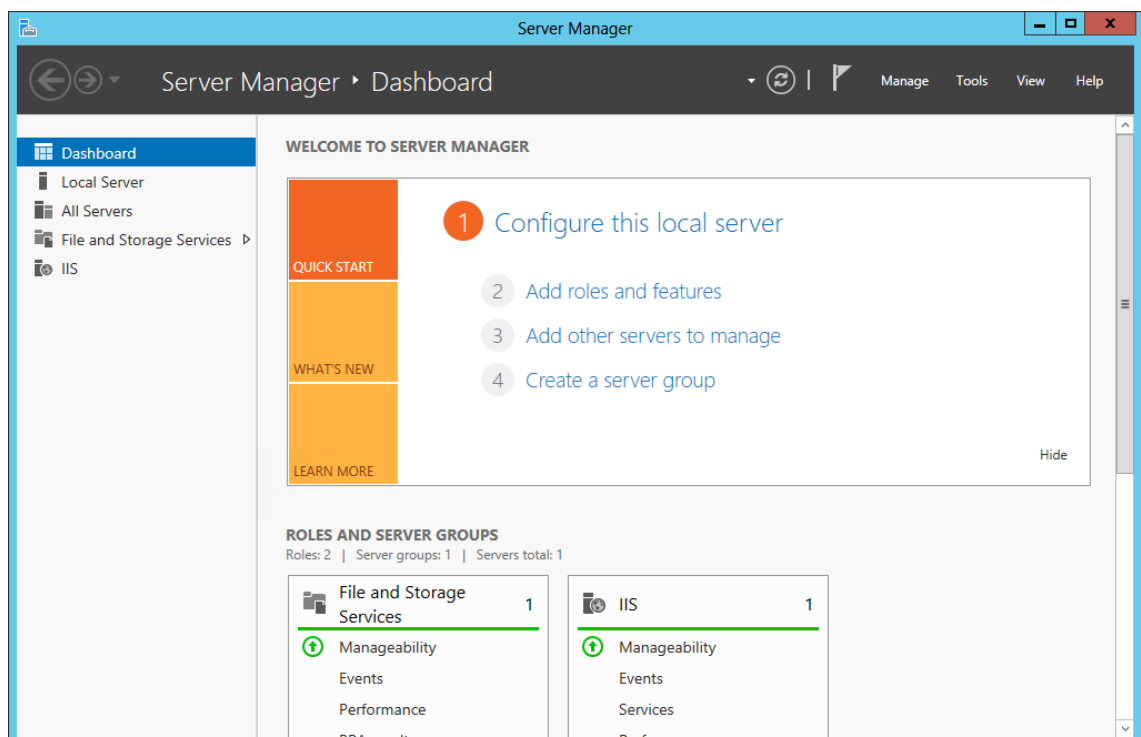 Server Manager
Server Manager ‣ Dashboard
Manage Tools View Help
Dashboard
Local Server
All Servers
File and Storage Services
IIS
WELCOME TO SERVER MANAGER
QUICK START
WHAT'S NEW
LEARN MORE
1 Configure this local server
2 Add roles and features
3 Add other servers to manage
4 Create a server group
Hide
ROLES AND SERVER GROUPS
Roles: 2 | Server groups: 1 | Servers total: 1
File and Storage
Services 1
Manageability
Events
Performance
IIS 1
Manageability
Events
Services